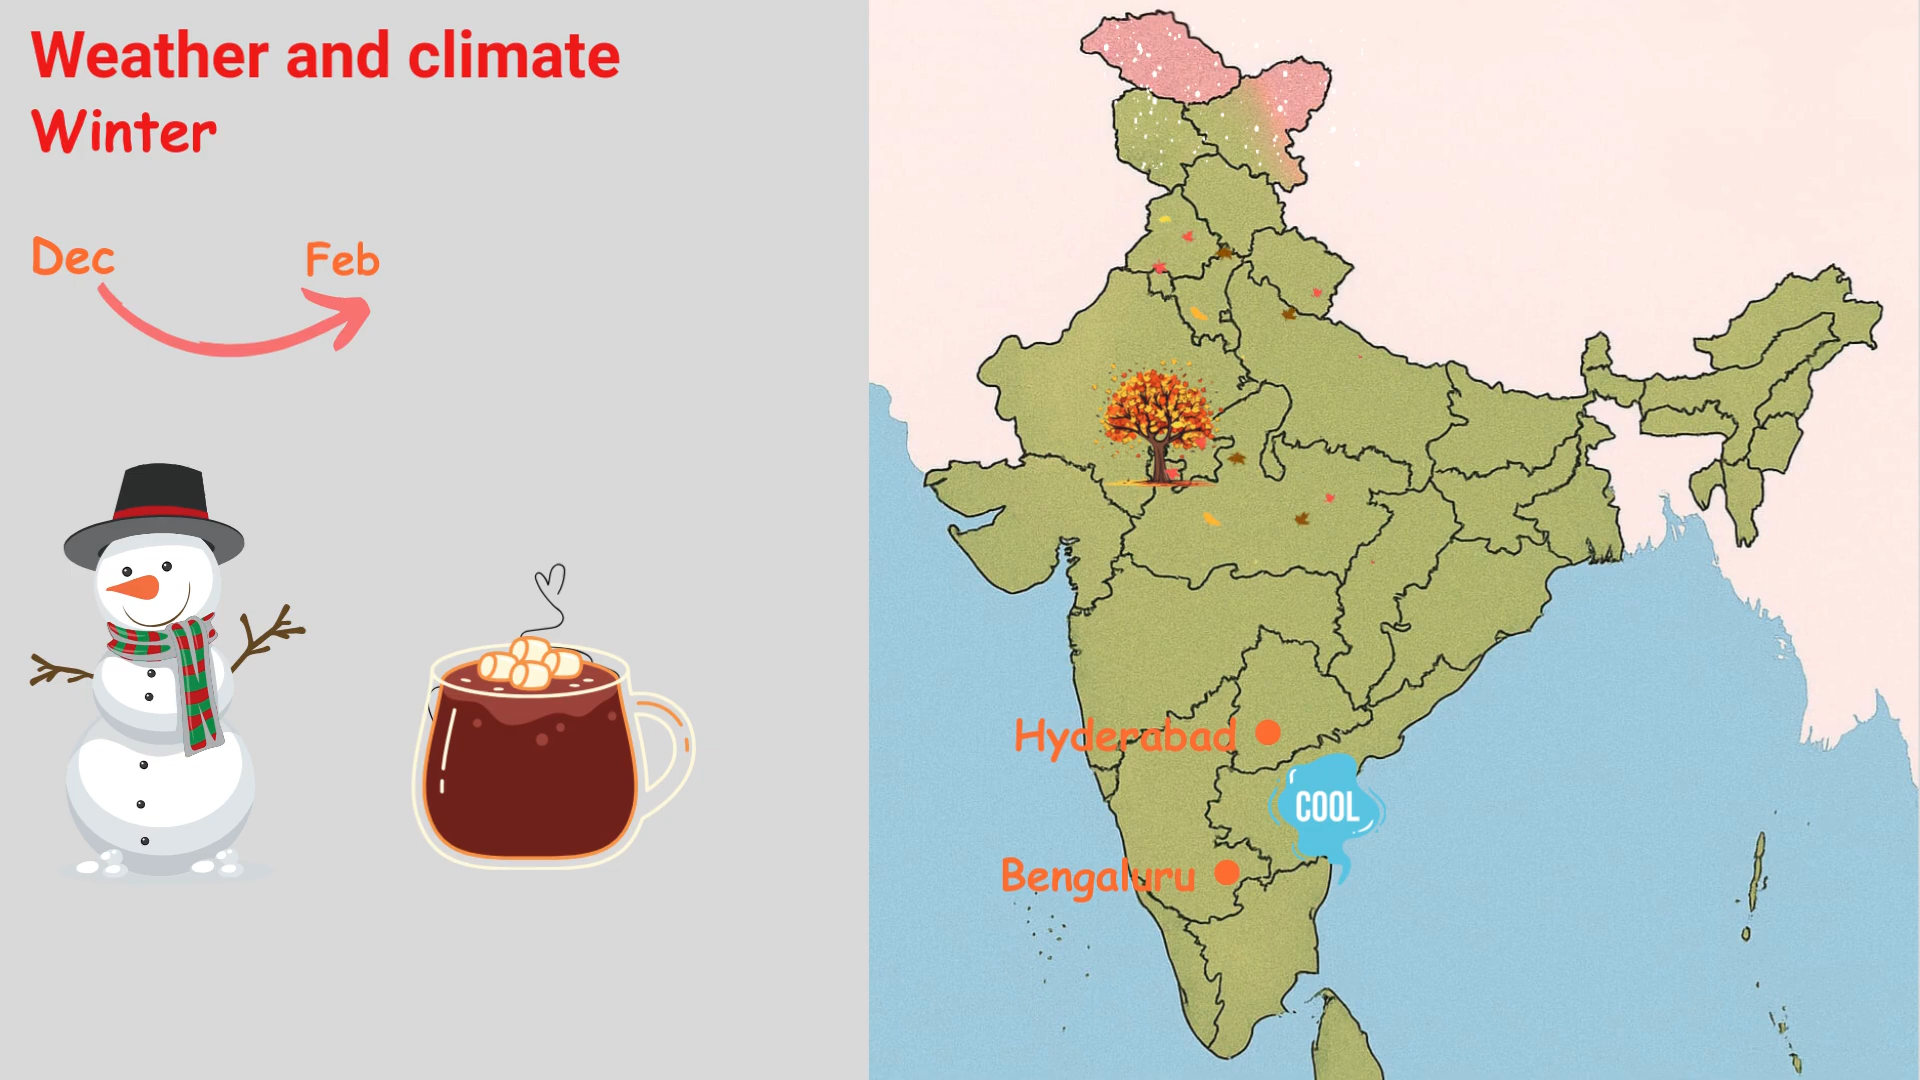 Weather and climate
Winter
Dec
Feb
Hyderabad
COOL
Bengaluru